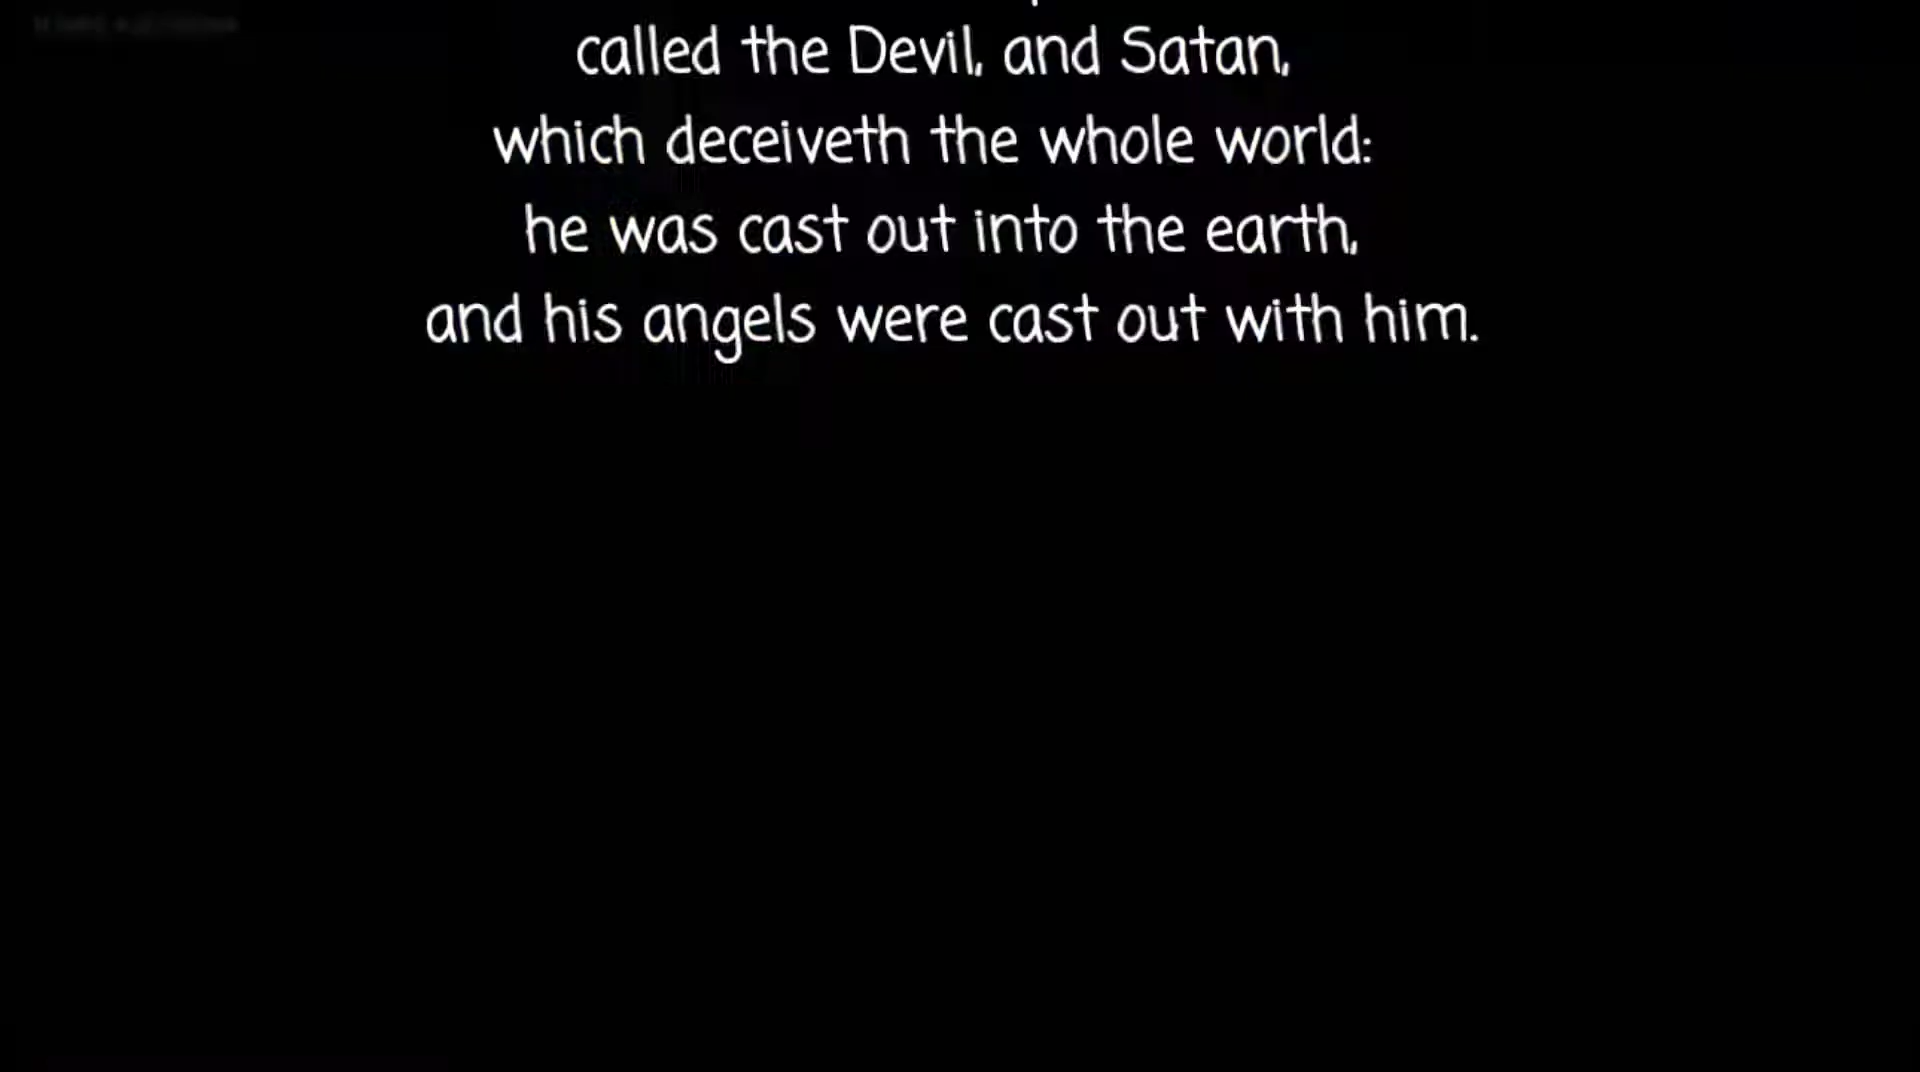 called the Devil, and Satan,
which deceiveth the whole world:
he was cast out into the earth,
and his angels were cast out with him.